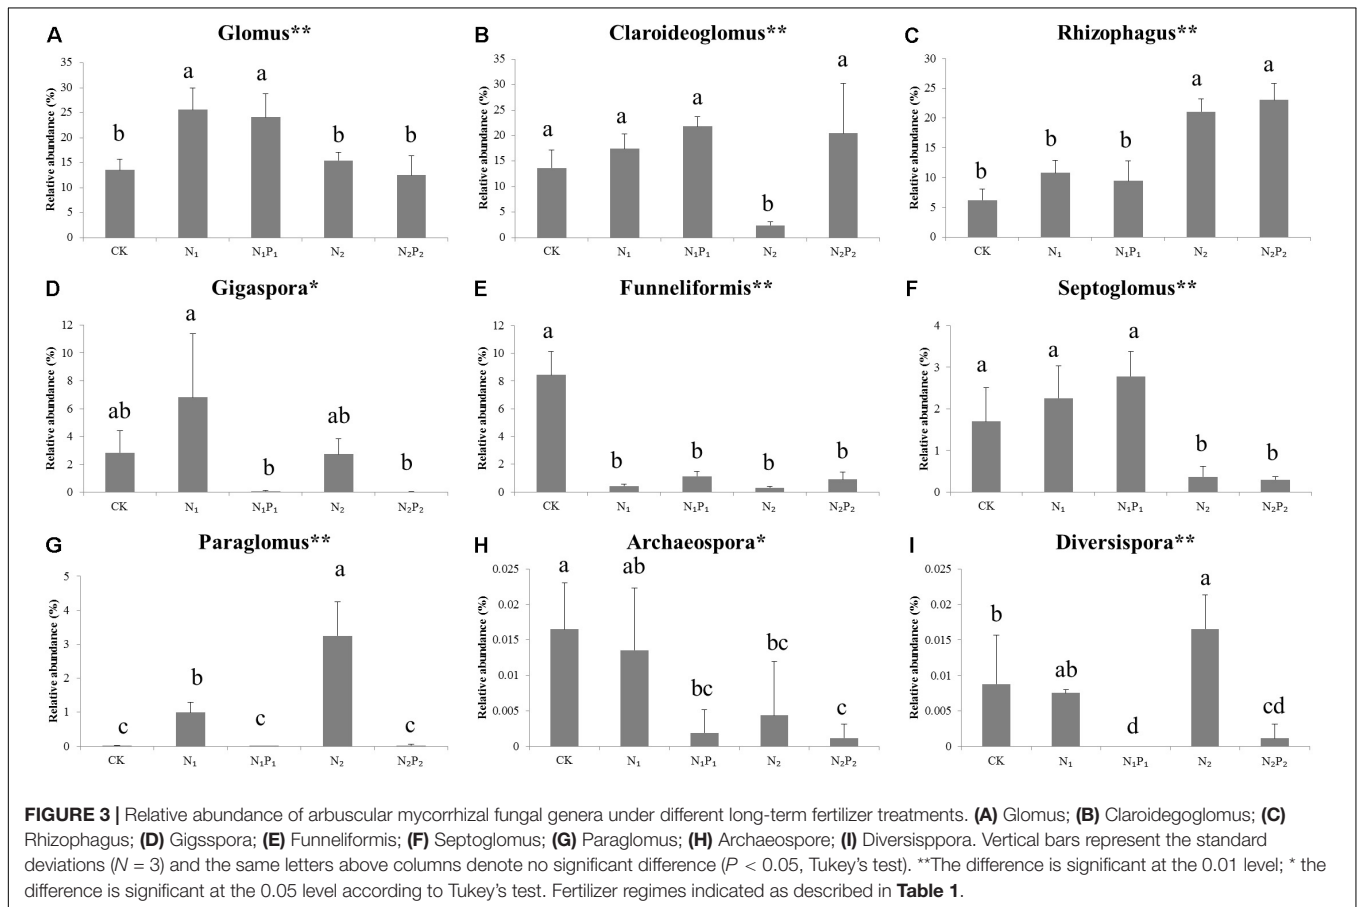 A
Glomus**
Relative abundance (%)
35
30
25
20
15
10
5
0
b
a
a
b
b
CK
N₁
N₁P₁
N₂
N₂P₂
B
Claroideoglomus**
Relative abundance (%)
35
30
25
20
15
10
5
0
a
a
a
b
a
CK
N₁
N₁P₁
N₂
N₂P₂
C
Rhizophagus**
Relative abundance (%)
30
25
20
15
10
5
0
b
b
b
a
a
CK
N₁
N₁P₁
N₂
N₂P₂
D
Gigaspora*
Relative abundance (%)
12
10
8
6
4
2
0
ab
a
b
ab
b
CK
N₁
N₁P₁
N₂
N₂P₂
E
Funneliformis**
Relative abundance (%)
12
10
8
6
4
2
0
a
b
b
b
b
CK
N₁
N₁P₁
N₂
N₂P₂
F
Septoglomus**
Relative abundance (%)
4
3
2
1
0
a
a
a
b
b
CK
N₁
N₁P₁
N₂
N₂P₂
G
Paraglomus**
Relative abundance (%)
5
4
3
2
1
0
c
b
c
a
c
CK
N₁
N₁P₁
N₂
N₂P₂
H
Archaeospora*
Relative abundance (%)
0.025
0.02
0.015
0.01
0.005
0
a
ab
bc
bc
c
CK
N₁
N₁P₁
N₂
N₂P₂
I
Diversispora**
Relative abundance (%)
0.025
0.02
0.015
0.01
0.005
0
b
ab
d
a
cd
CK
N₁
N₁P₁
N₂
N₂P₂
FIGURE 3 | Relative abundance of arbuscular mycorrhizal fungal genera under different long-term fertilizer treatments. (A) Glomus; (B) Claroidegoglomus; (C)
Rhizophagus; (D) Gigsspora; (E) Funneliformis; (F) Septoglomus; (G) Paraglomus; (H) Archaeospore; (I) Diversisppora. Vertical bars represent the standard
deviations (N = 3) and the same letters above columns denote no significant difference (P < 0.05, Tukey's test). **The difference is significant at the 0.01 level; * the
difference is significant at the 0.05 level according to Tukey's test. Fertilizer regimes indicated as described in Table 1.